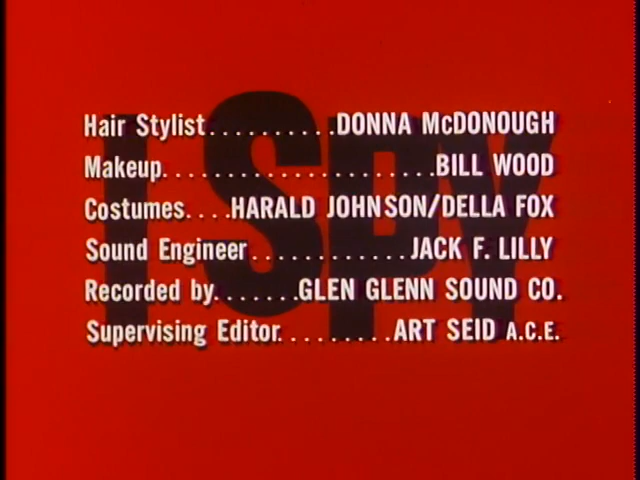 I SPY
Hair Stylist..........DONNA McDONOUGH
Makeup......................BILL WOOD
Costumes....HARALD JOHNSON/DELLA FOX
Sound Engineer............JACK F. LILLY
Recorded by.......GLEN GLENN SOUND CO.
Supervising Editor.........ART SEID A.C.E.